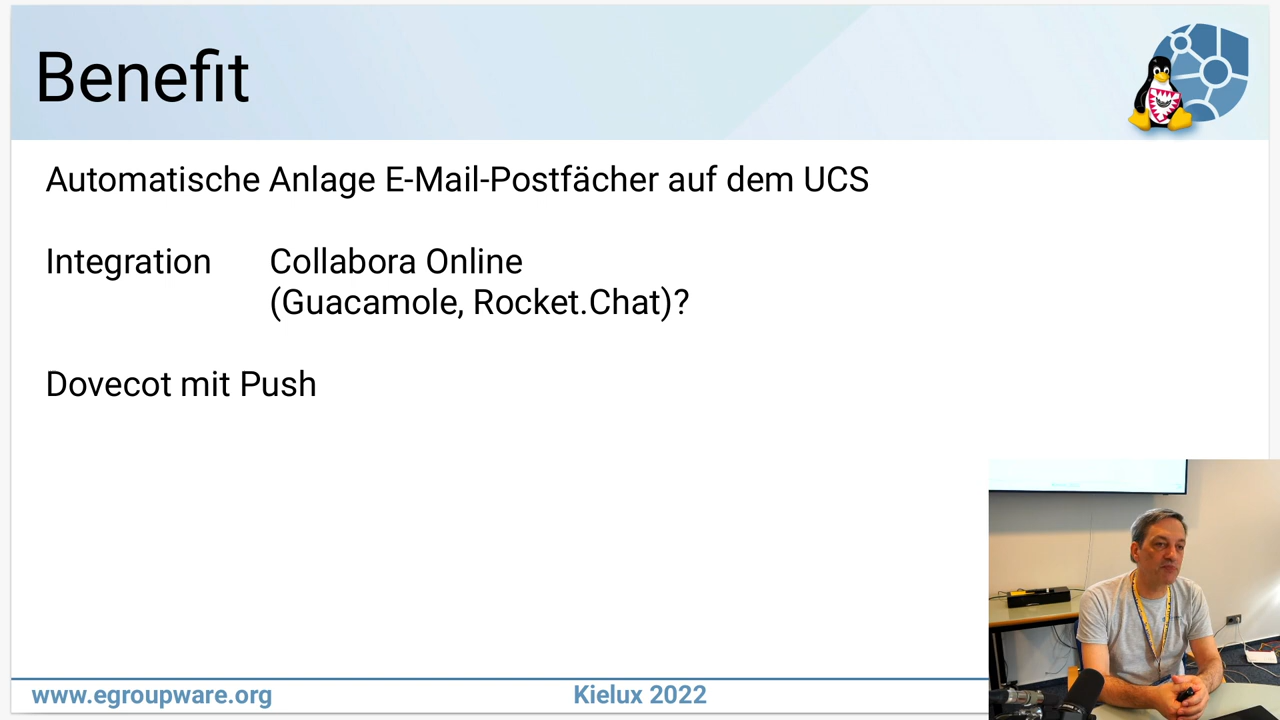 Benefit
Automatische Anlage E-Mail-Postfächer auf dem UCS
Integration Collabora Online
(Guacamole, Rocket.Chat)?
Dovecot mit Push
www.egroupware.org Kielux 2022